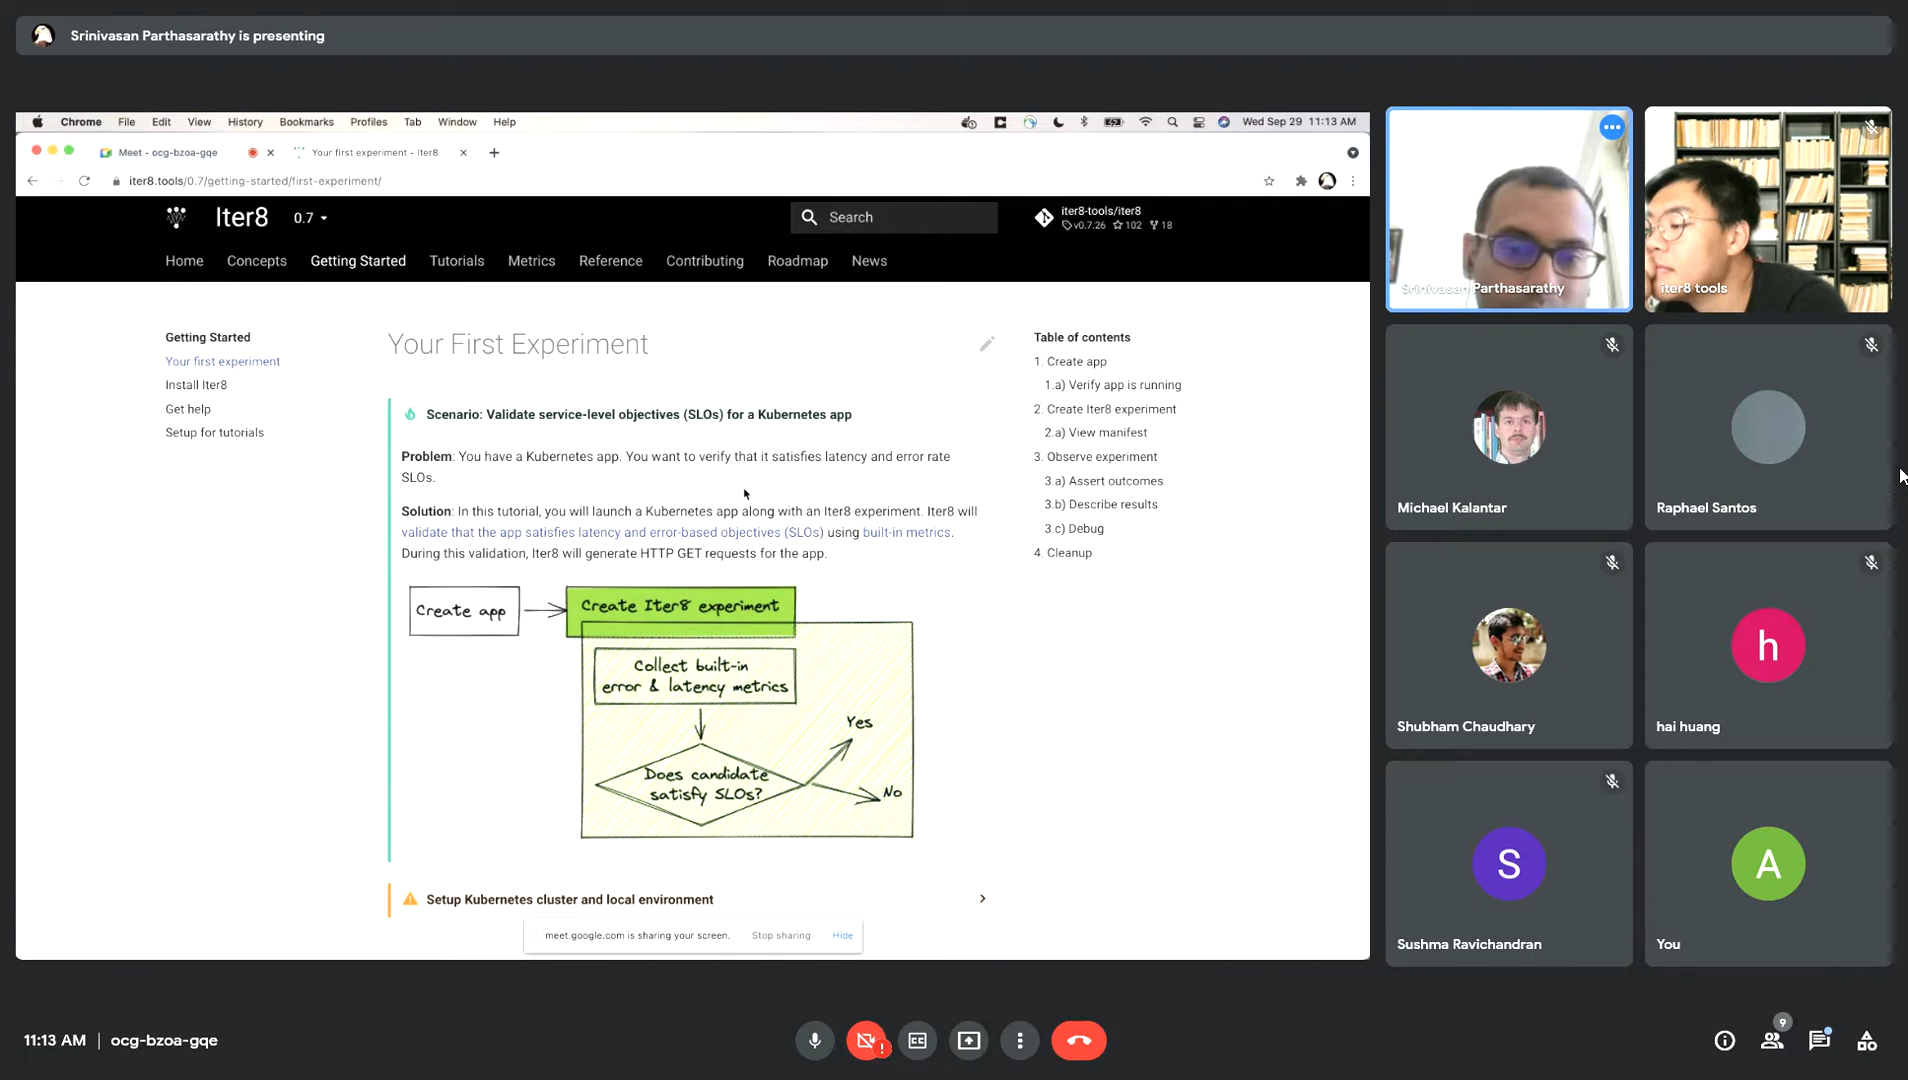 Srinivasan Parthasarathy is presenting
Chrome File Edit View History Bookmarks Profiles Tab Window Help
Wed Sep 29 11:13 AM
Meet - ocg-bzoa-gqe
Your first experiment - Iter8
iter8.tools/0.7/getting-started/first-experiment/
Iter8 0.7
Search
iter8-tools/iter8
v0.7.26 102 18
Home Concepts Getting Started Tutorials Metrics Reference Contributing Roadmap News
Getting Started
Your first experiment
Install Iter8
Get help
Setup for tutorials
Your First Experiment
Scenario: Validate service-level objectives (SLOs) for a Kubernetes app
Problem: You have a Kubernetes app. You want to verify that it satisfies latency and error rate
SLOs.
Solution: In this tutorial, you will launch a Kubernetes app along with an Iter8 experiment. Iter8 will
validate that the app satisfies latency and error-based objectives (SLOs) using built-in metrics.
During this validation, Iter8 will generate HTTP GET requests for the app.
Create app
Create Iter8 experiment
Collect built-in
error & latency metrics
Does candidate
satisfy SLOs?
Yes
No
Setup Kubernetes cluster and local environment
meet.google.com is sharing your screen. Stop sharing Hide
Table of contents
1. Create app
1.a) Verify app is running
2. Create Iter8 experiment
2.a) View manifest
3. Observe experiment
3.a) Assert outcomes
3.b) Describe results
3.c) Debug
4. Cleanup
Srinivasan Parthasarathy
iter8 tools
Michael Kalantar
Raphael Santos
Shubham Chaudhary
h
hai huang
S
Sushma Ravichandran
A
You
11:13 AM | ocg-bzoa-gqe
CC
9